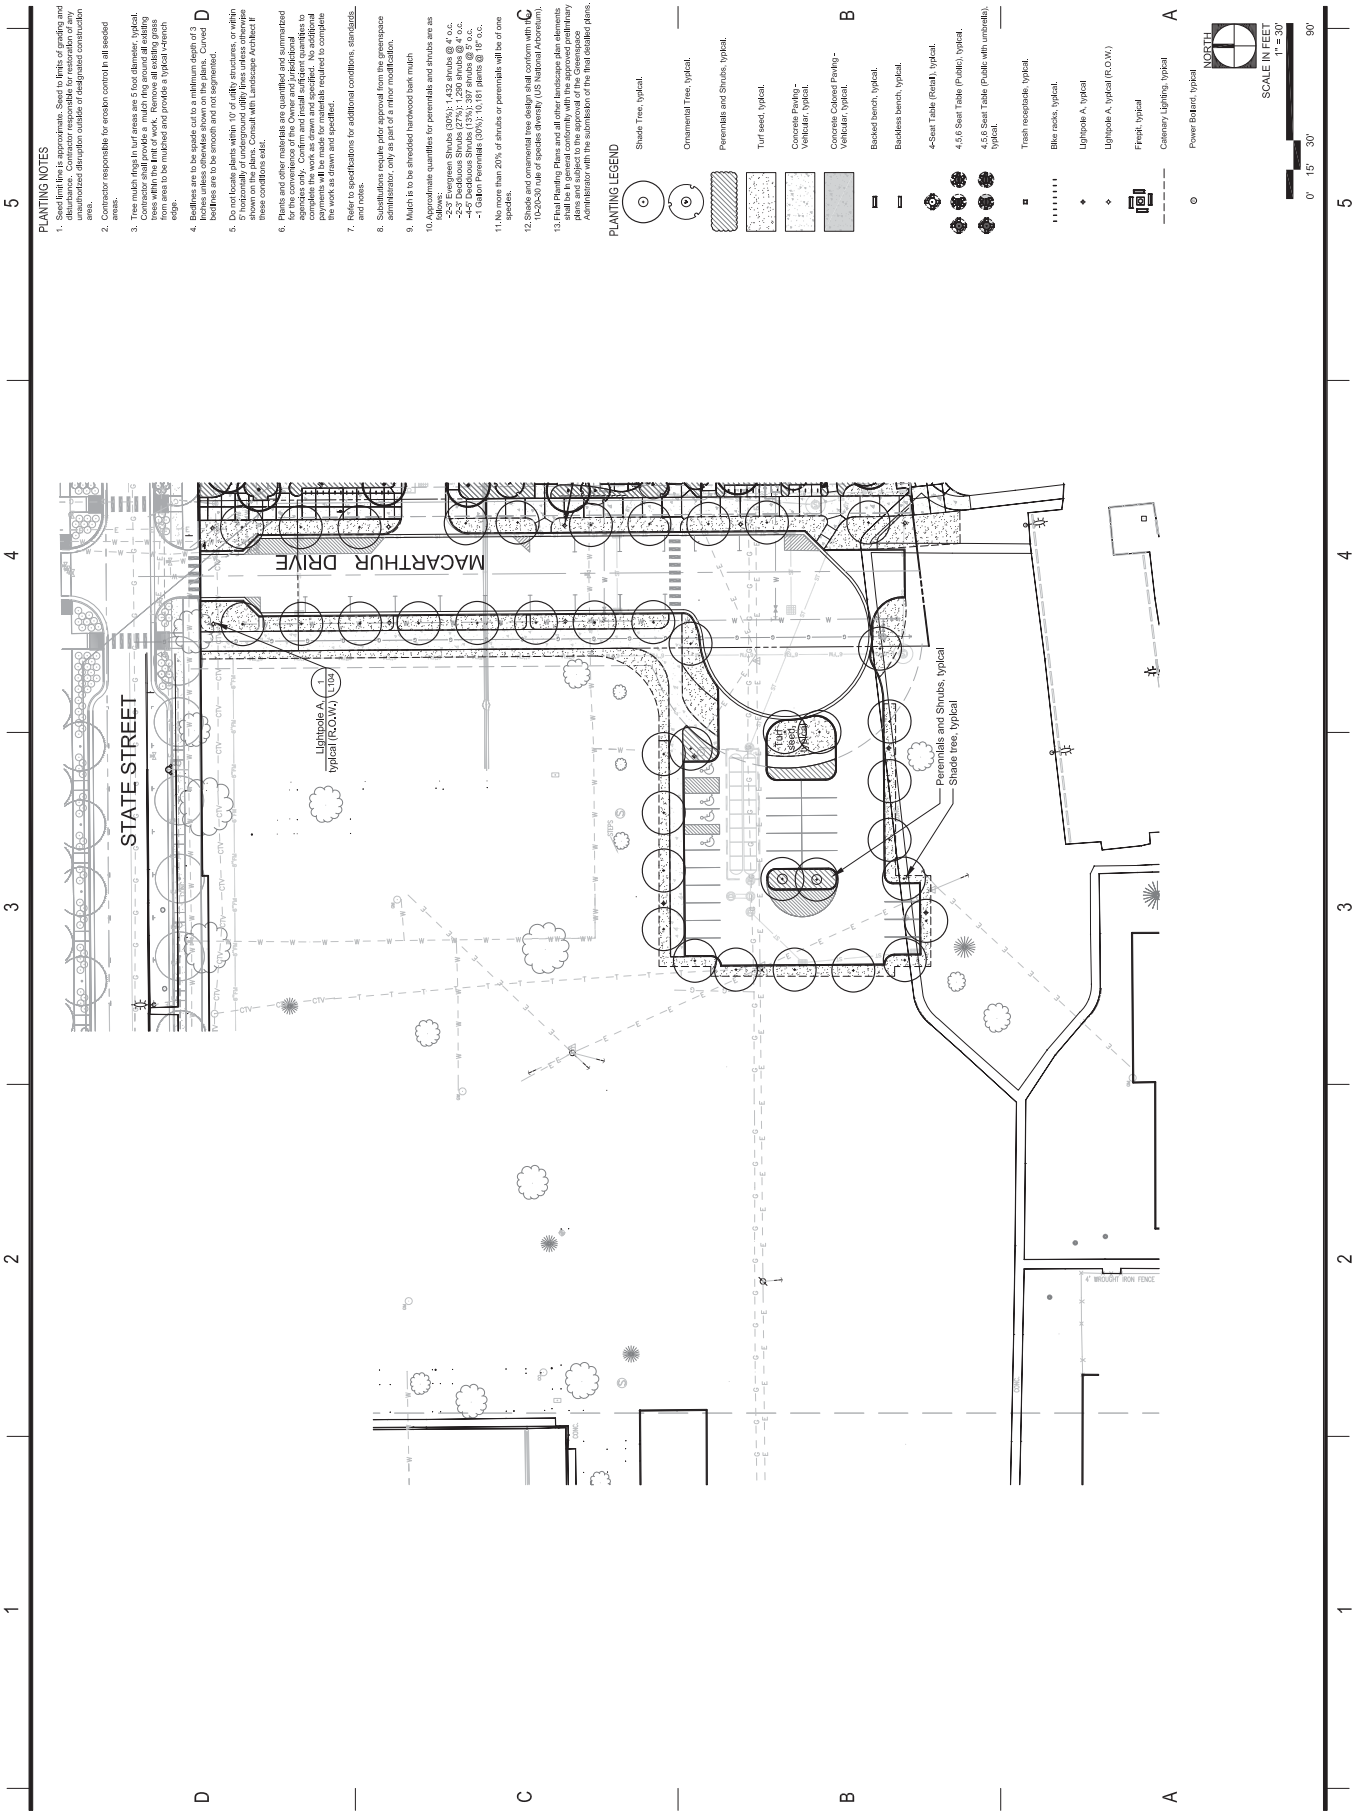 PLANTING NOTES
1. Seed limit line is approximate. Seed to limits of grading and
disturbance. Contractor responsible for restoration of any
unauthorized disruption outside of designated construction
area.
2. Contractor responsible for erosion control in all seeded
areas.
3. Tree mulch rings in turf areas are 5 foot diameter, typical.
Contractor shall provide a mulch ring around all existing
trees within the limit of work. Remove all existing grass
from area to be mulched and provide a typical v-trench
edge.
4. Bedlines are to be spade cut to a minimum depth of 3
inches unless otherwise shown on the plans. Curved
bedlines are to be smooth and not segmented.
5. Do not locate plants within 10' of utility structures, or within
5' horizontally of underground utility lines unless otherwise
shown on the plans. Consult with Landscape Architect if
these conditions exist.
6. Plants and other materials are quantified and summarized
for the convenience of the Owner and jurisdictional
agencies only. Confirm and install sufficient quantities to
complete the work as drawn and specified. No additional
payments will be made for materials required to complete
the work as drawn and specified.
7. Refer to specifications for additional conditions, standards
and notes.
8. Substitutions require prior approval from the greenspace
administrator, only as part of a minor modification.
9. Mulch is to be shredded hardwood bark mulch
10. Approximate quantities for perennials and shrubs are as
follows:
–2-3' Evergreen Shrubs (30%): 1,432 shrubs @ 4' o.c.
–2-3' Deciduous Shrubs (27%): 1,290 shrubs @ 4' o.c.
–4-5' Deciduous Shrubs (13%): 397 shrubs @ 5' o.c.
–1 Gallon Perennials (30%): 10,181 plants @ 18" o.c.
11. No more than 20% of shrubs or perennials will be of one
species.
12. Shade and ornamental tree design shall conform with the
10-20-30 rule of species diversity (US National Arboretum).
13. Final Planting Plans and all other landscape plan elements
shall be in general conformity with the approved preliminary
plans and subject to the approval of the Greenspace
Administrator with the submission of the final detailed plans.
PLANTING LEGEND
Shade Tree, typical.
Ornamental Tree, typical.
Perennials and Shrubs, typical.
Turf seed, typical.
Concrete Paving -
Vehicular, typical.
Concrete Colored Paving -
Vehicular, typical.
Backed bench, typical.
Backless bench, typical.
4-Seat Table (Retail), typical.
4,5,6 Seat Table (Public), typical.
4,5,6 Seat Table (Public with umbrella),
typical.
Trash receptacle, typical.
Bike racks, typical.
Lightpole A, typical
Lightpole A, typical (R.O.W.)
Firepit, typical
Catenary Lighting, typical
Power Bollard, typical
NORTH
SCALE IN FEET
1" = 30'
0' 15' 30' 90'
STATE STREET
MACARTHUR DRIVE
Lightpole A,
typical (R.O.W.)
1
L104
Turf
seed,
typical
Perennials and Shrubs, typical
Shade tree, typical
STEPS
4' WROUGHT IRON FENCE
CONC.
CONC.
1 2 3 4 5
1 2 3 4 5
D C B A
D C B A